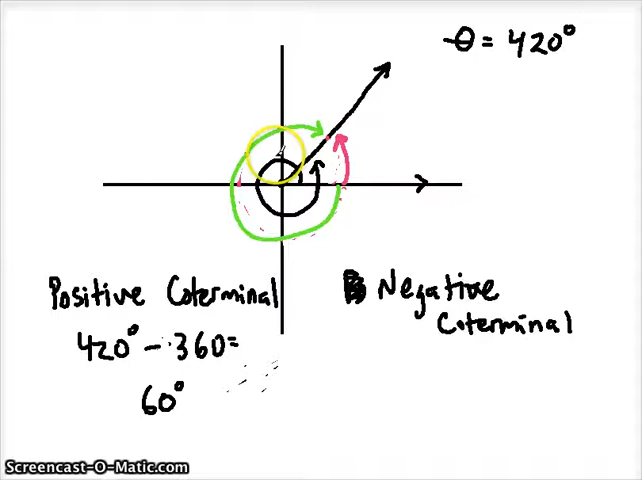 θ = 420°
Positive Coterminal
420° - 360 =
60°
Negative
Coterminal
Screencast-O-Matic.com